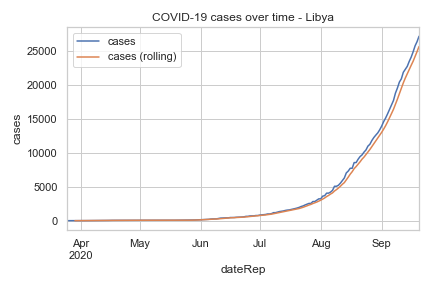 COVID-19 cases over time - Libya
cases
cases (rolling)
25000
20000
15000
10000
5000
0
cases
Apr May Jun Jul Aug Sep
2020
dateRep